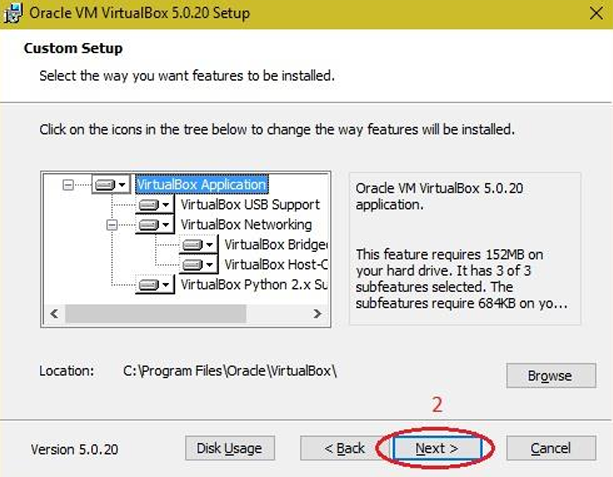 Oracle VM VirtualBox 5.0.20 Setup
Custom Setup
Select the way you want features to be installed.
Click on the icons in the tree below to change the way features will be installed.
VirtualBox Application
VirtualBox USB Support
VirtualBox Networking
VirtualBox Bridge
VirtualBox Host-C
VirtualBox Python 2.x Su
Oracle VM VirtualBox 5.0.20
application.
This feature requires 152MB on
your hard drive. It has 3 of 3
subfeatures selected. The
subfeatures require 684KB on yo...
Location: C:\Program Files\Oracle\VirtualBox\
Browse
2
Version 5.0.20
Disk Usage
< Back
Next >
Cancel